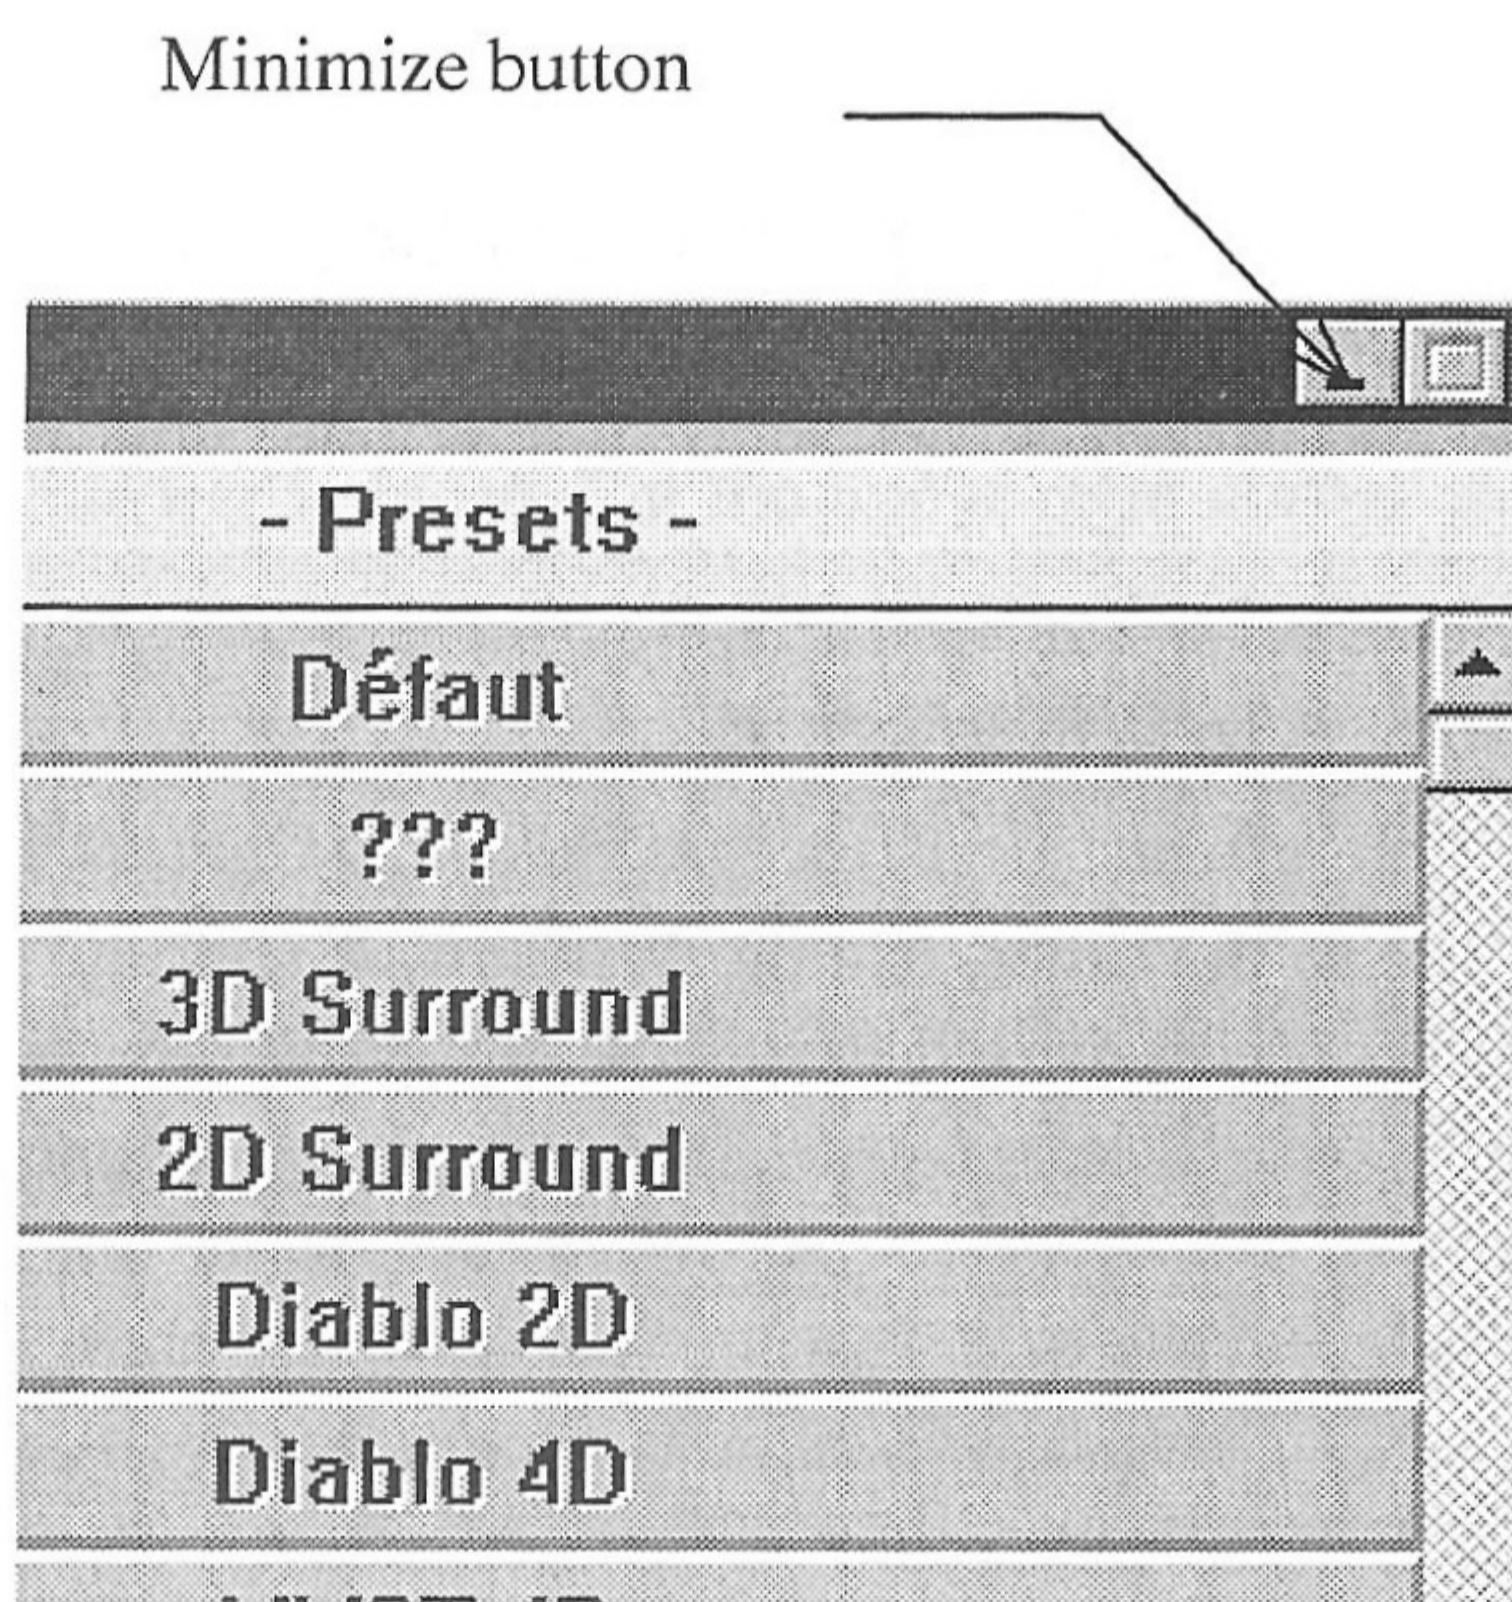 Minimize button
- Presets -
Défaut
???
3D Surround
2D Surround
Diablo 2D
Diablo 4D